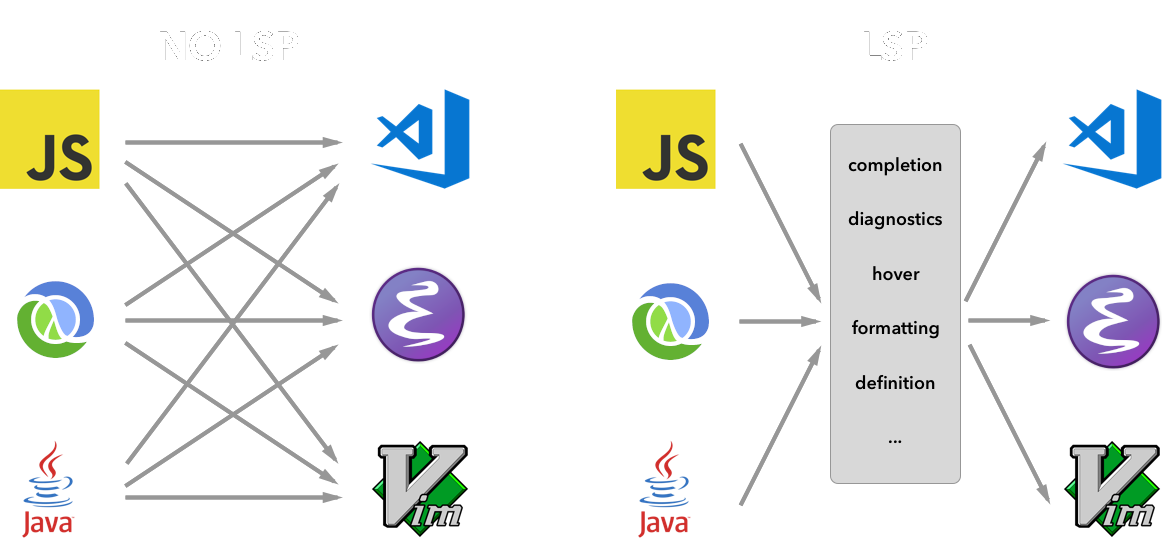 NO LSP
LSP
JS
Java
Vim
JS
completion
diagnostics
hover
formatting
definition
...
Java
Vim